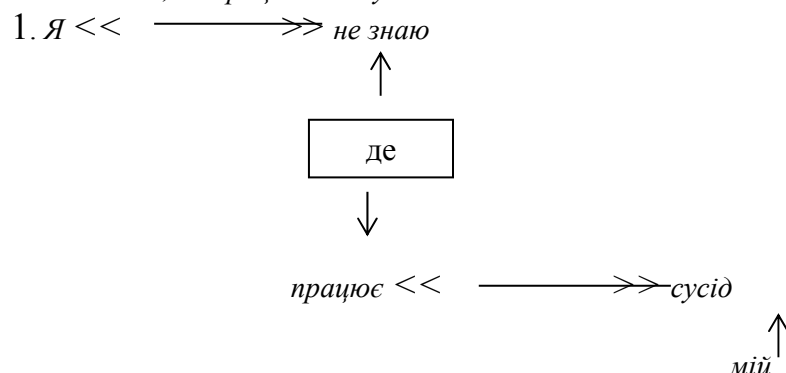 1. Я << >> не знаю
де
працює << >> сусід
мій